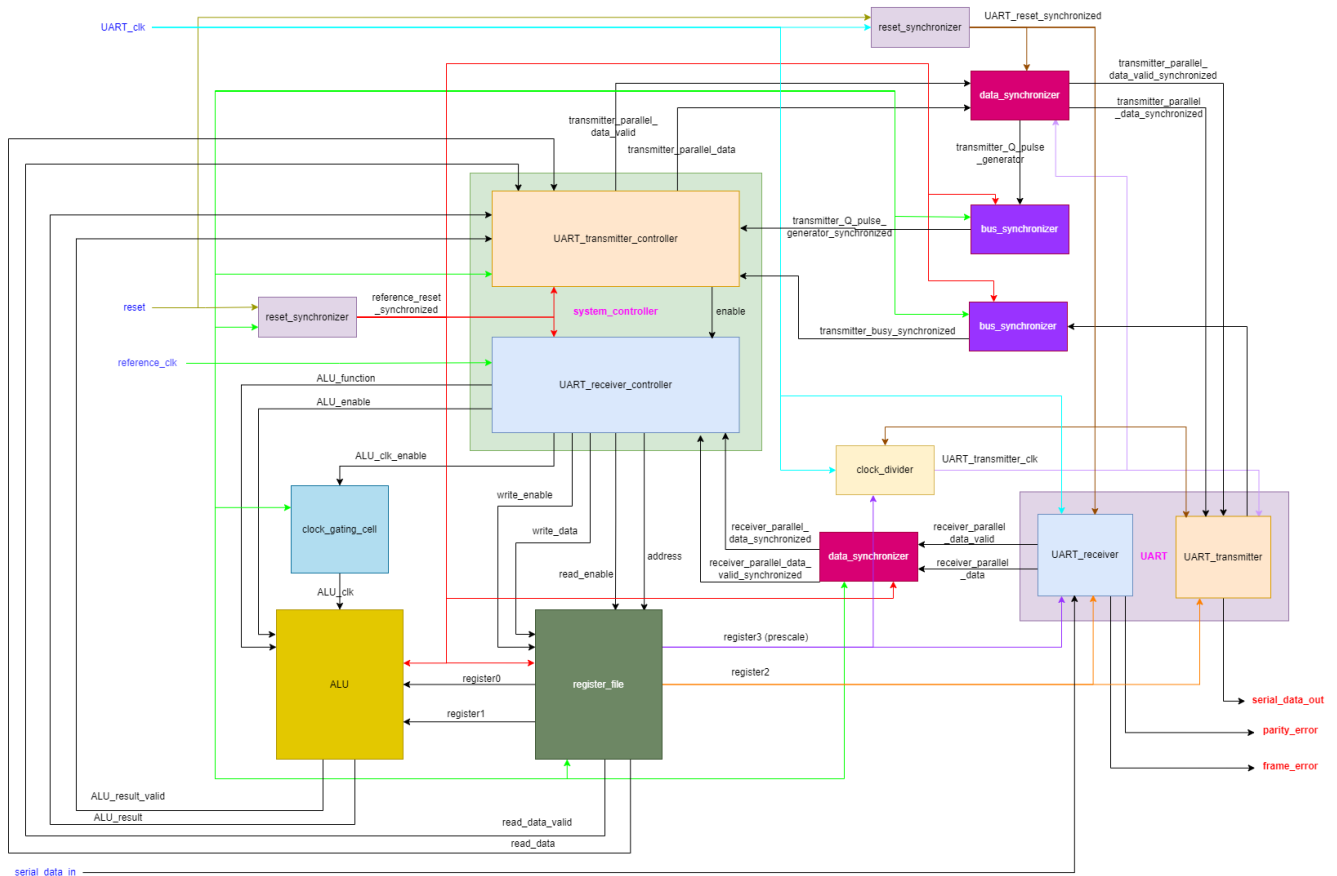 UART_reset_synchronized
UART_clk
reset_synchronizer
transmitter_parallel_
data_valid_synchronized
data_synchronizer
transmitter_parallel
_data_synchronized
transmitter_parallel_
data_valid
transmitter_parallel_data
transmitter_Q_pulse
_generator
transmitter_Q_pulse_
generator_synchronized
bus_synchronizer
UART_transmitter_controller
reference_reset
_synchronized
reset
reset_synchronizer
system_controller
enable
transmitter_busy_synchronized
bus_synchronizer
reference_clk
ALU_function
UART_receiver_controller
ALU_enable
ALU_clk_enable
clock_divider
UART_transmitter_clk
write_enable
clock_gating_cell
write_data
receiver_parallel_
data_synchronized
receiver_parallel_
data_valid
address
data_synchronizer
UART_receiver
UART
UART_transmitter
receiver_parallel_data_
valid_synchronized
receiver_parallel
_data
read_enable
ALU_clk
register3 (prescale)
register0
ALU
register_file
register2
register1
serial_data_out
parity_error
frame_error
ALU_result_valid
ALU_result
read_data_valid
read_data
serial_data_in